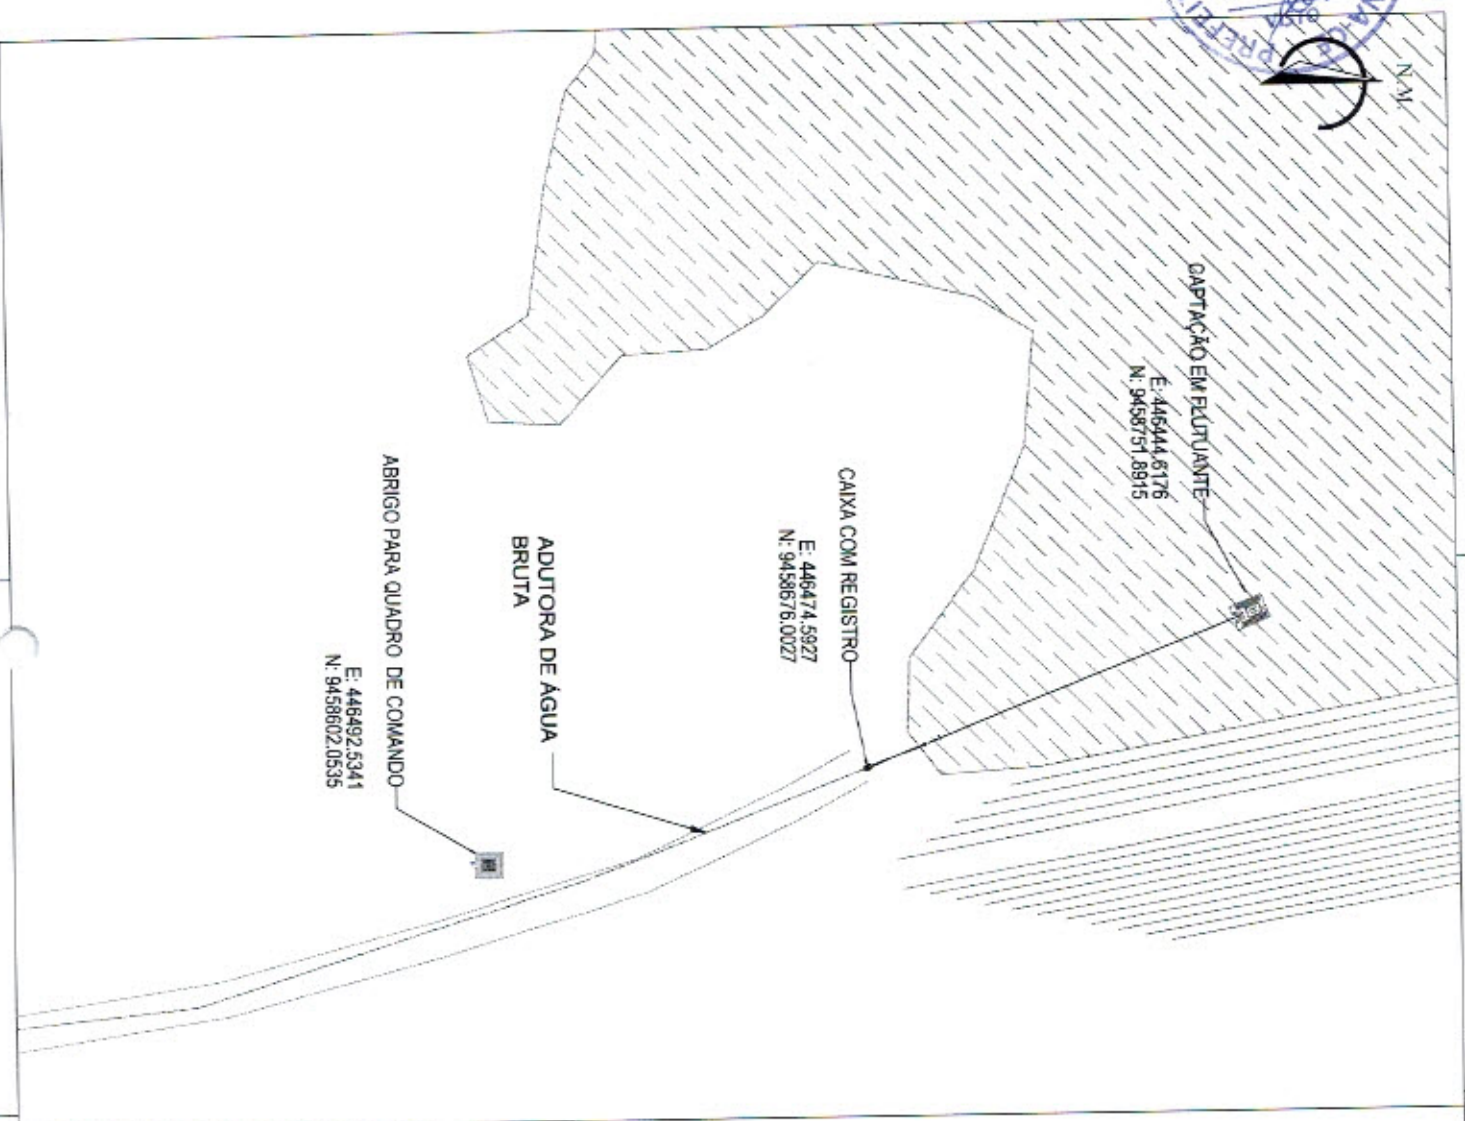 N.M.
PREFEI
CAPTAÇÃO EM FLUTUANTE
E: 446444.6176
N: 9458751.8915
CAIXA COM REGISTRO
E: 446474.5927
N: 9458676.0027
ADUTORA DE ÁGUA
BRUTA
ABRIGO PARA QUADRO DE COMANDO
E: 446492.5341
N: 9458602.0535